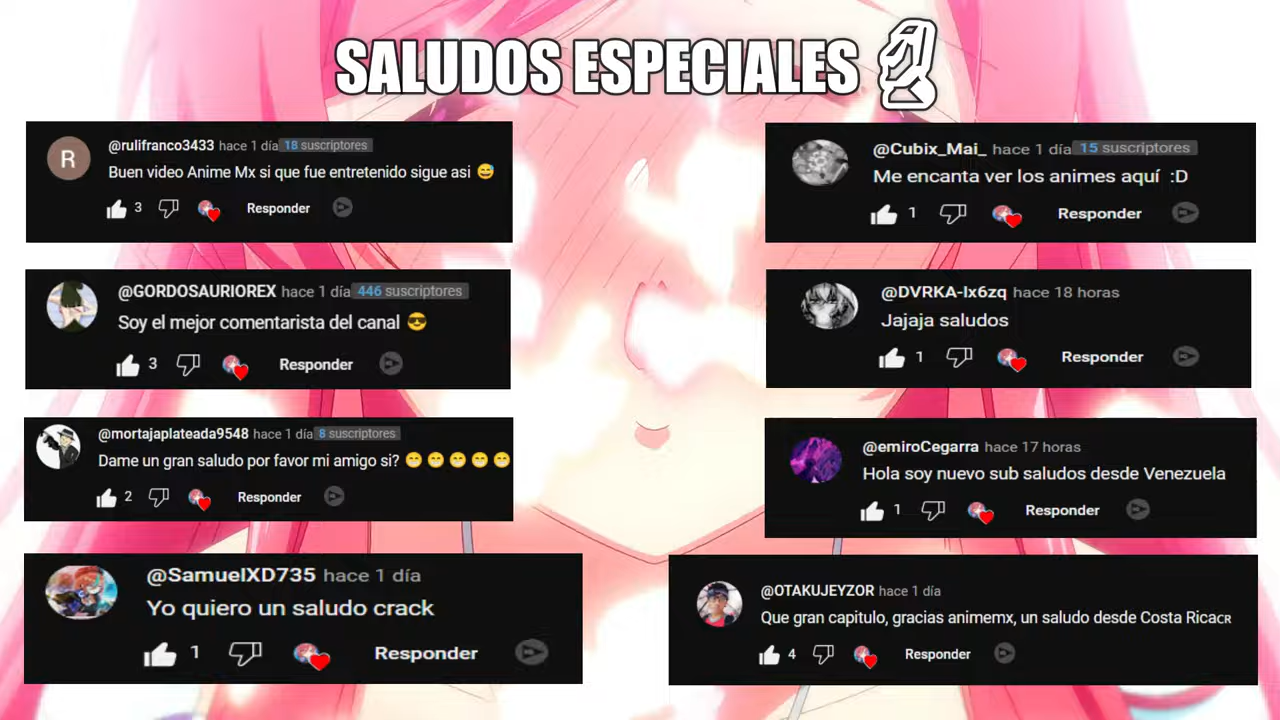 SALUDOS ESPECIALES 🗿
@rulifranco3433 hace 1 día 18 suscriptores
Buen video Anime Mx si que fue entretenido sigue asi 😅
3 Responder
@GORDOSAURIOREX hace 1 día 446 suscriptores
Soy el mejor comentarista del canal 😎
3 Responder
@mortajaplateada9548 hace 1 día 8 suscriptores
Dame un gran saludo por favor mi amigo si? 😁😁😁😁😁
2 Responder
@SamuelXD735 hace 1 día
Yo quiero un saludo crack
1 Responder
@Cubix_Mai_ hace 1 día 15 suscriptores
Me encanta ver los animes aquí :D
1 Responder
@DVRKA-lx6zq hace 18 horas
Jajaja saludos
1 Responder
@emiroCegarra hace 17 horas
Hola soy nuevo sub saludos desde Venezuela
1 Responder
@OTAKUJEYZOR hace 1 día
Que gran capitulo, gracias animemx, un saludo desde Costa Ricaᴄʀ
4 Responder